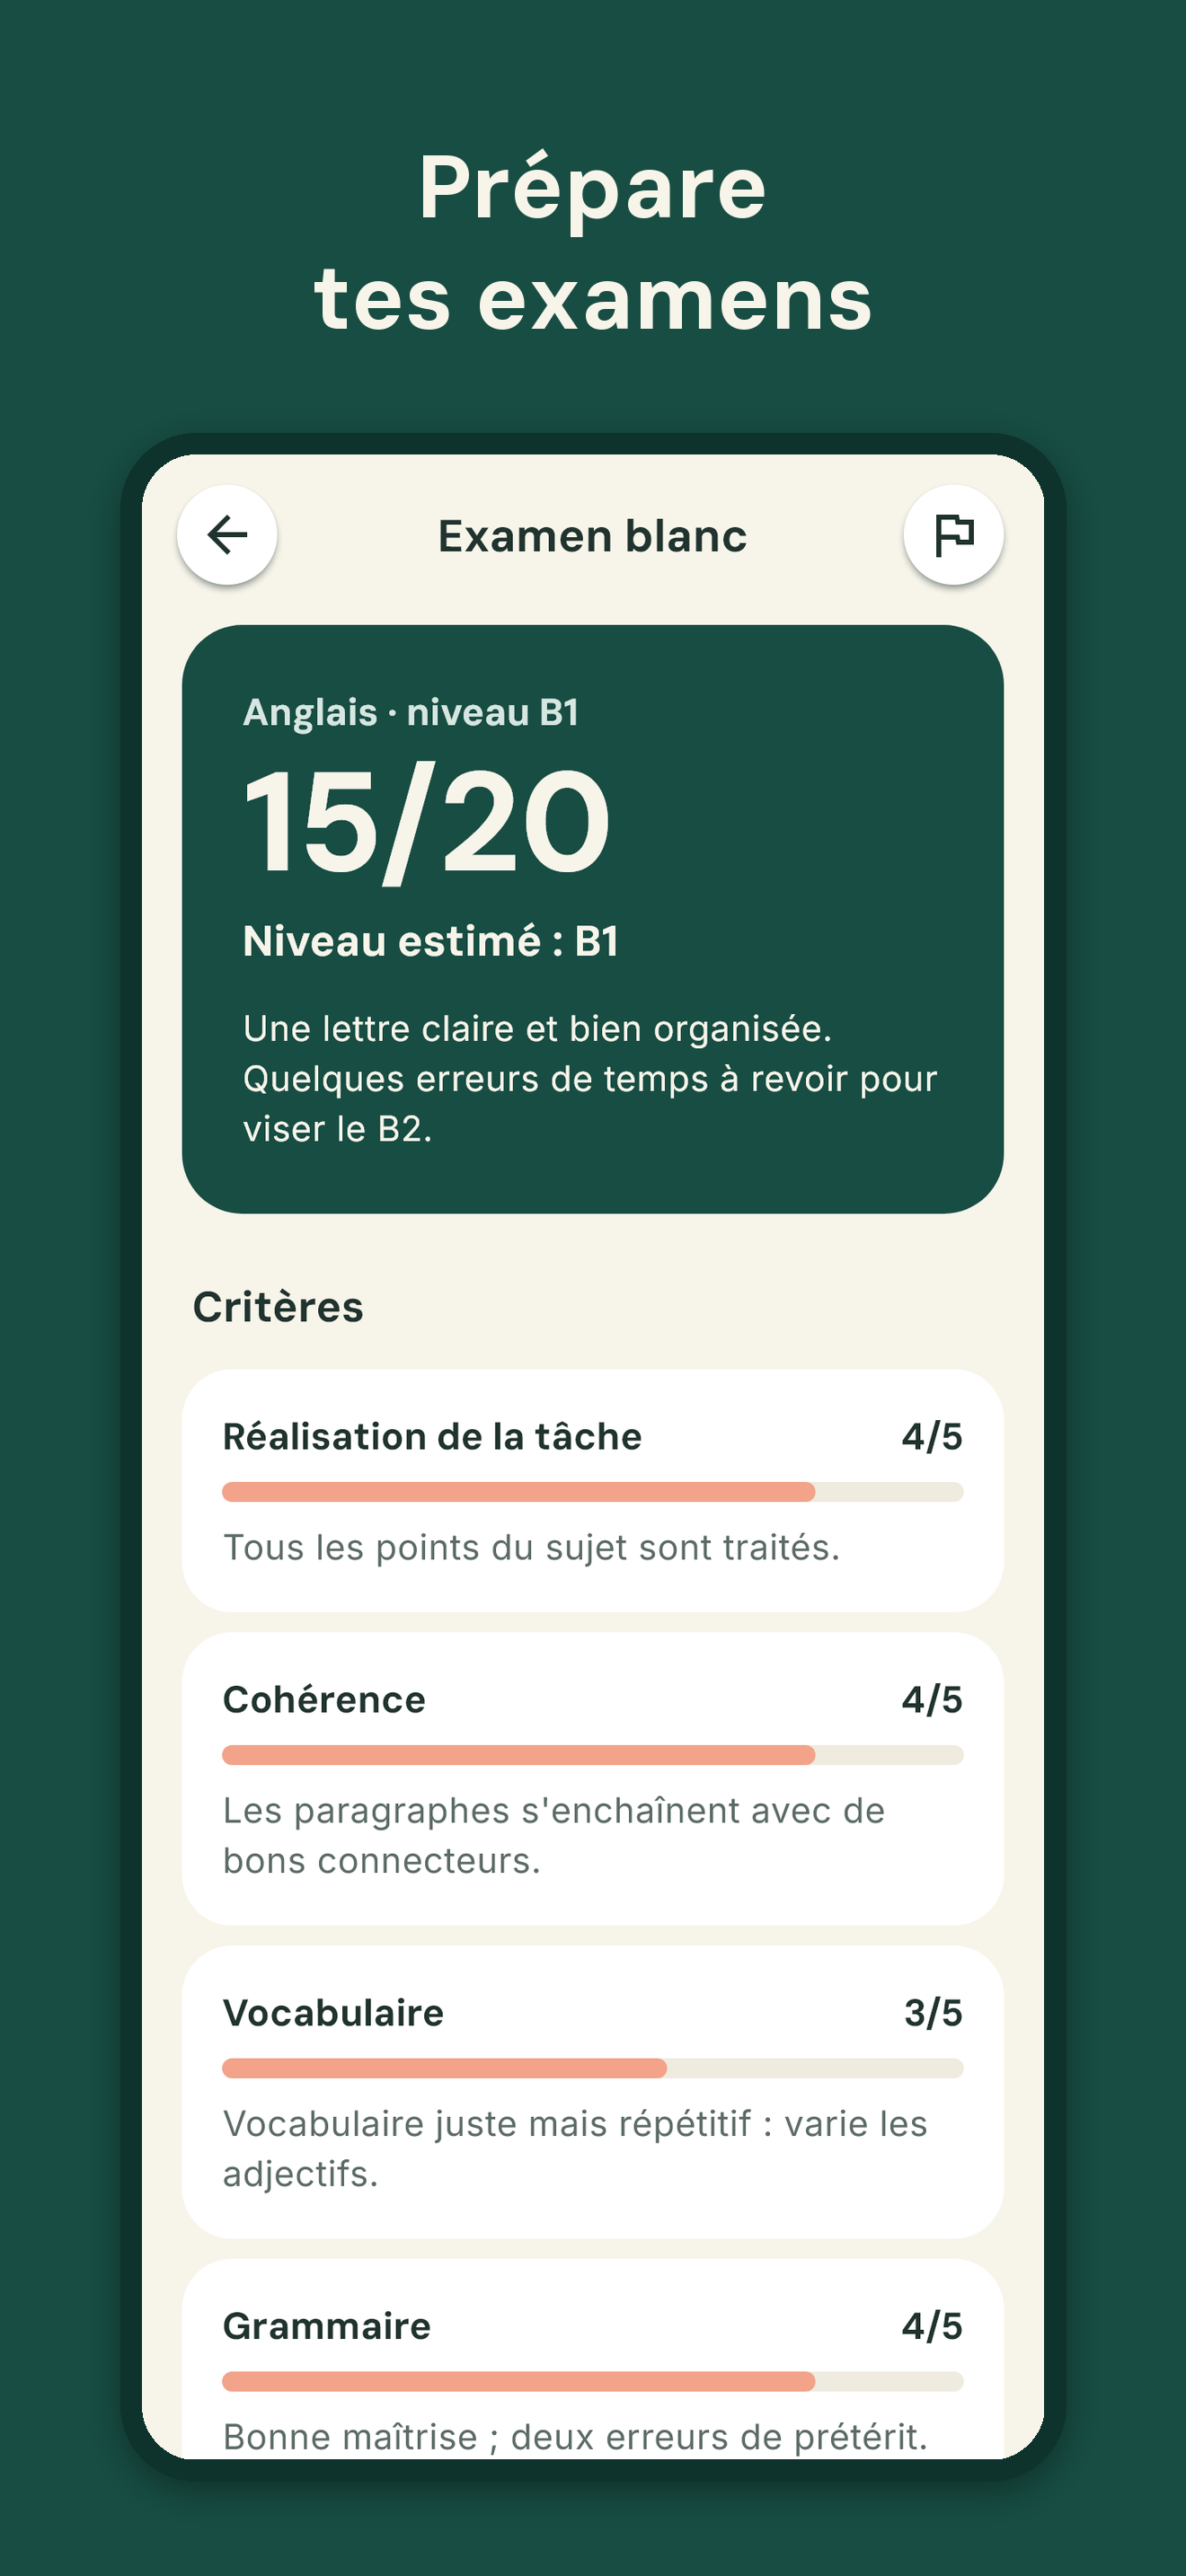 Prépare
tes examens
Examen blanc
Anglais · niveau B1
15/20
Niveau estimé : B1
Une lettre claire et bien organisée.
Quelques erreurs de temps à revoir pour
viser le B2.
Critères
Réalisation de la tâche 4/5
Tous les points du sujet sont traités.
Cohérence 4/5
Les paragraphes s'enchaînent avec de
bons connecteurs.
Vocabulaire 3/5
Vocabulaire juste mais répétitif : varie les
adjectifs.
Grammaire 4/5
Bonne maîtrise ; deux erreurs de prétérit.